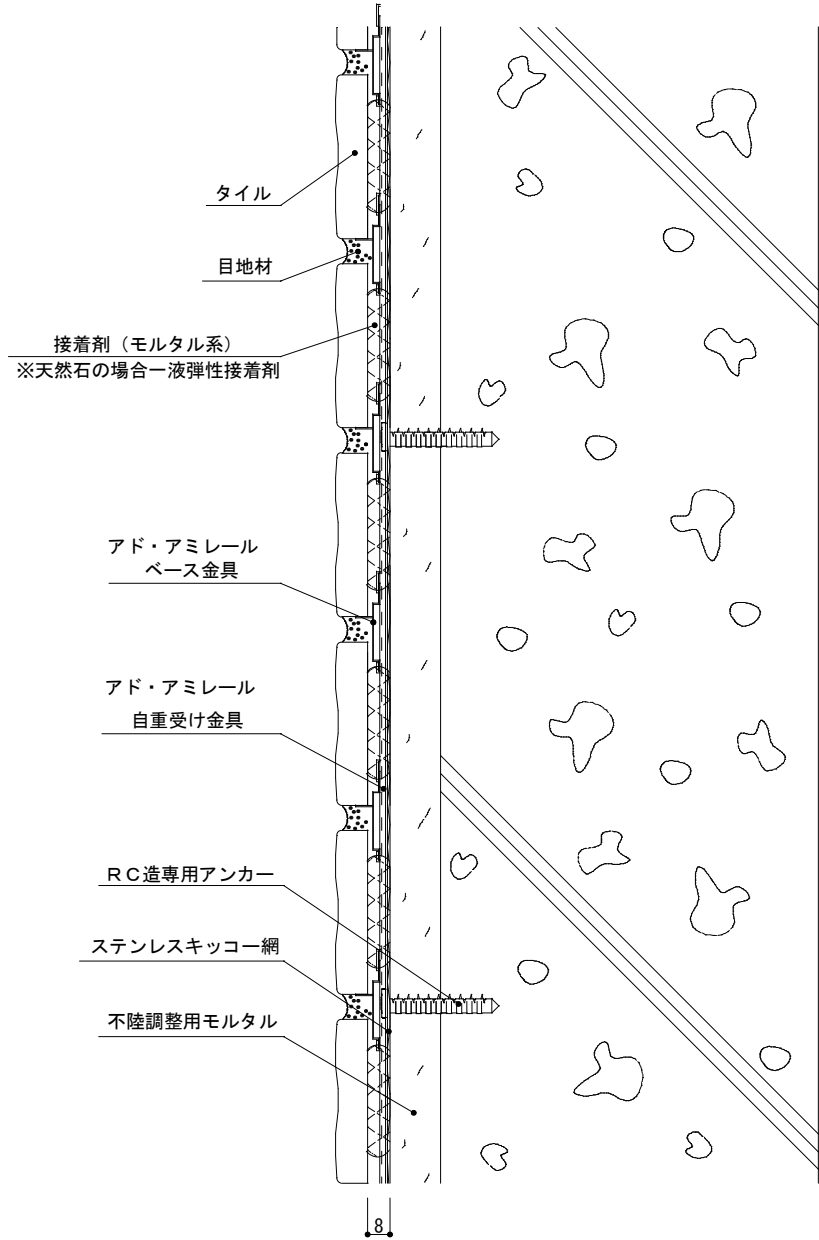 タイル
目地材
接着剤（モルタル系）
※天然石の場合一液弾性接着剤
アド・アミレール
ベース金具
アド・アミレール
自重受け金具
ＲＣ造専用アンカー
ステンレスキッコー網
不陸調整用モルタル
8